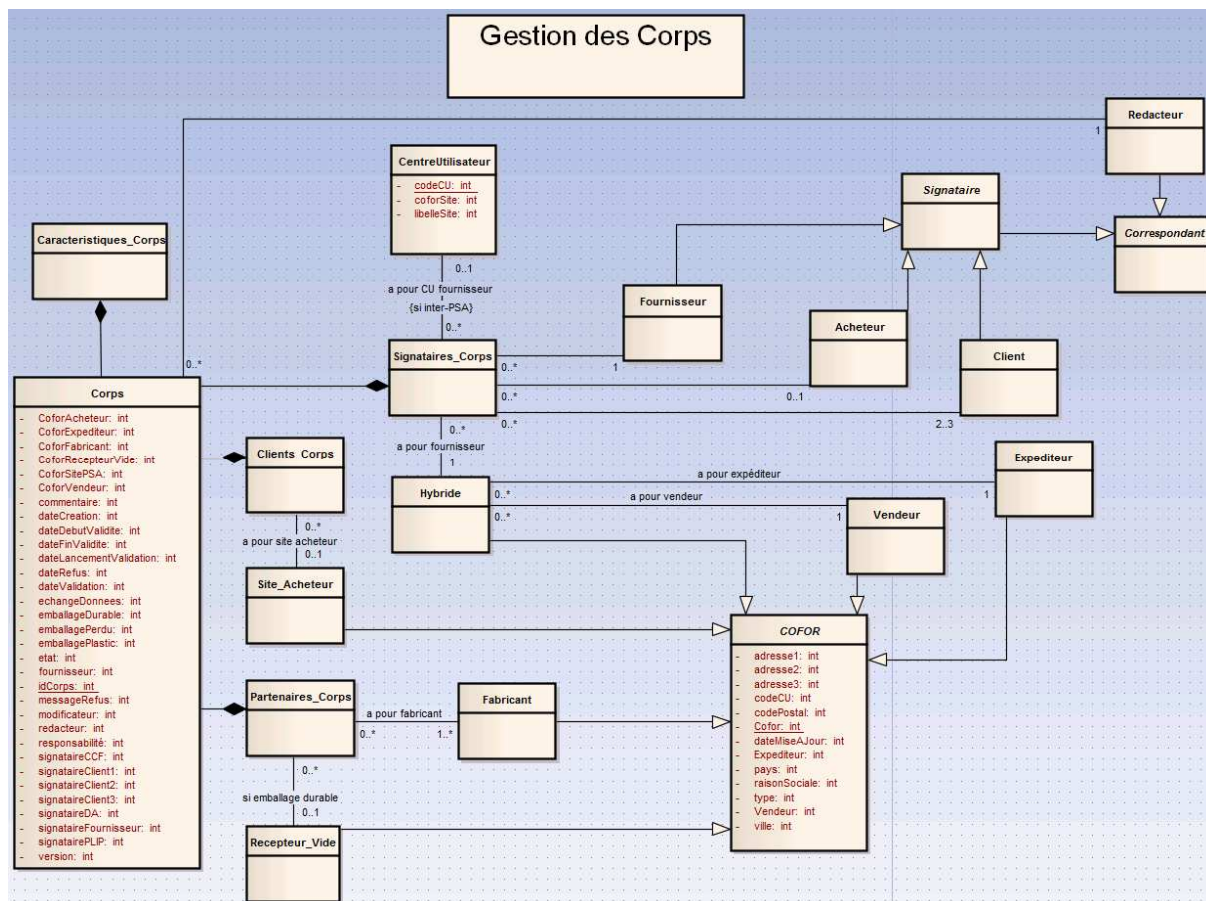 Gestion des Corps
Redacteur
1
CentreUtilisateur
- codeCU: int
- coforSite: int
- libelleSite: int
Signataire
Correspondant
Caracteristiques_Corps
0..1
a pour CU fournisseur
{si inter-PSA}
0..*
Fournisseur
Acheteur
Client
Signataires_Corps
0..*
1
0..*
0..1
0..*
2..3
0..*
0..*
a pour fournisseur
1
Corps
- CoforAcheteur: int
- CoforExpediteur: int
- CoforFabricant: int
- CoforRecepteurVide: int
- CoforSitePSA: int
- CoforVendeur: int
- commentaire: int
- dateCreation: int
- dateDebutValidite: int
- dateFinValidite: int
- dateLancementValidation: int
- dateRefus: int
- dateValidation: int
- echangeDonnees: int
- emballageDurable: int
- emballagePerdu: int
- emballagePlastic: int
- etat: int
- fournisseur: int
- idCorps: int
- messageRefus: int
- modificateur: int
- redacteur: int
- responsabilité: int
- signataireCCF: int
- signataireClient1: int
- signataireClient2: int
- signataireClient3: int
- signataireDA: int
- signataireFournisseur: int
- signatairePLIP: int
- version: int
Clients_Corps
0..*
a pour site acheteur
0..1
Site_Acheteur
Hybride
a pour expéditeur
0..*
1
a pour vendeur
0..*
1
Expediteur
Vendeur
COFOR
- adresse1: int
- adresse2: int
- adresse3: int
- codeCU: int
- codePostal: int
- Cofor: int
- dateMiseAJour: int
- Expediteur: int
- pays: int
- raisonSociale: int
- type: int
- Vendeur: int
- ville: int
Partenaires_Corps
a pour fabricant
0..*
1..*
Fabricant
0..*
si emballage durable
0..1
Recepteur_Vide